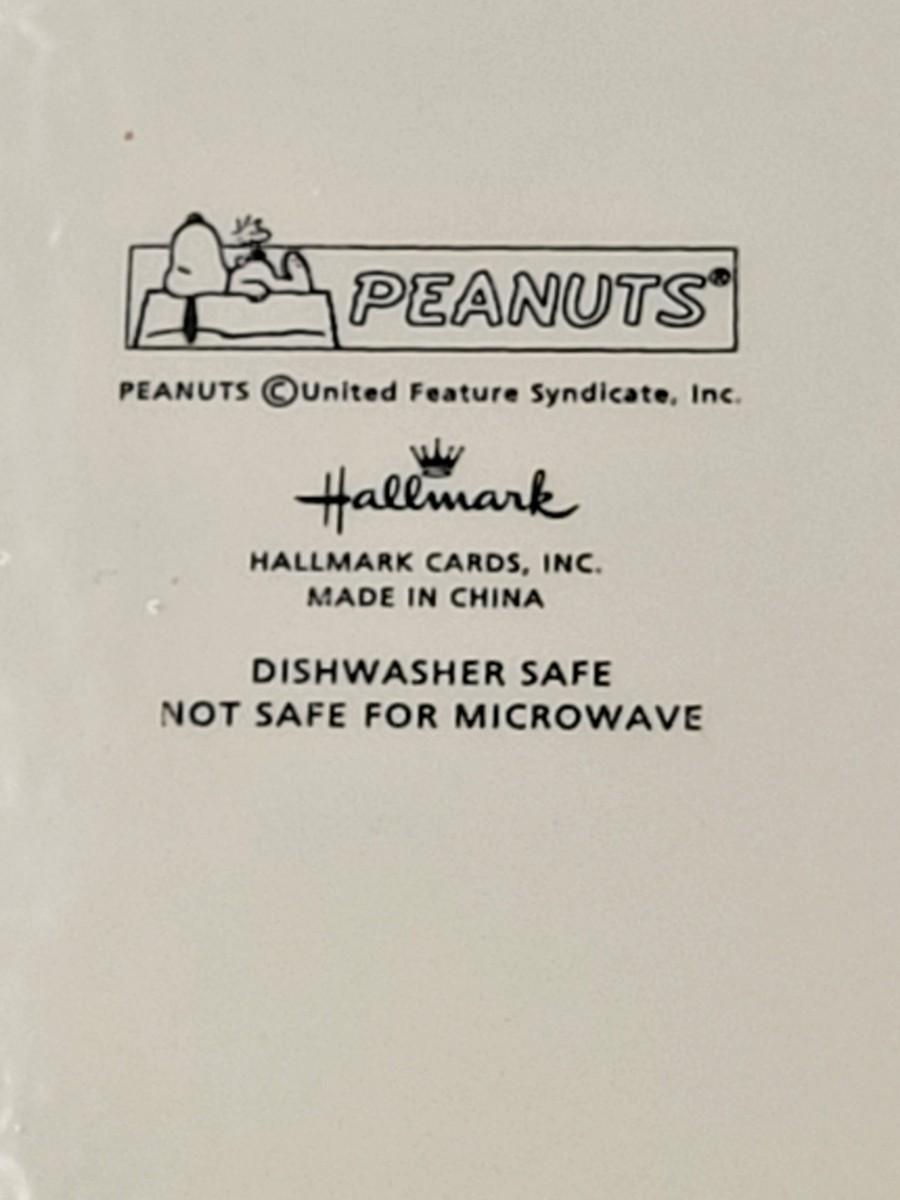 PEANUTS®
PEANUTS ©United Feature Syndicate, Inc.
Hallmark
HALLMARK CARDS, INC.
MADE IN CHINA
DISHWASHER SAFE
NOT SAFE FOR MICROWAVE